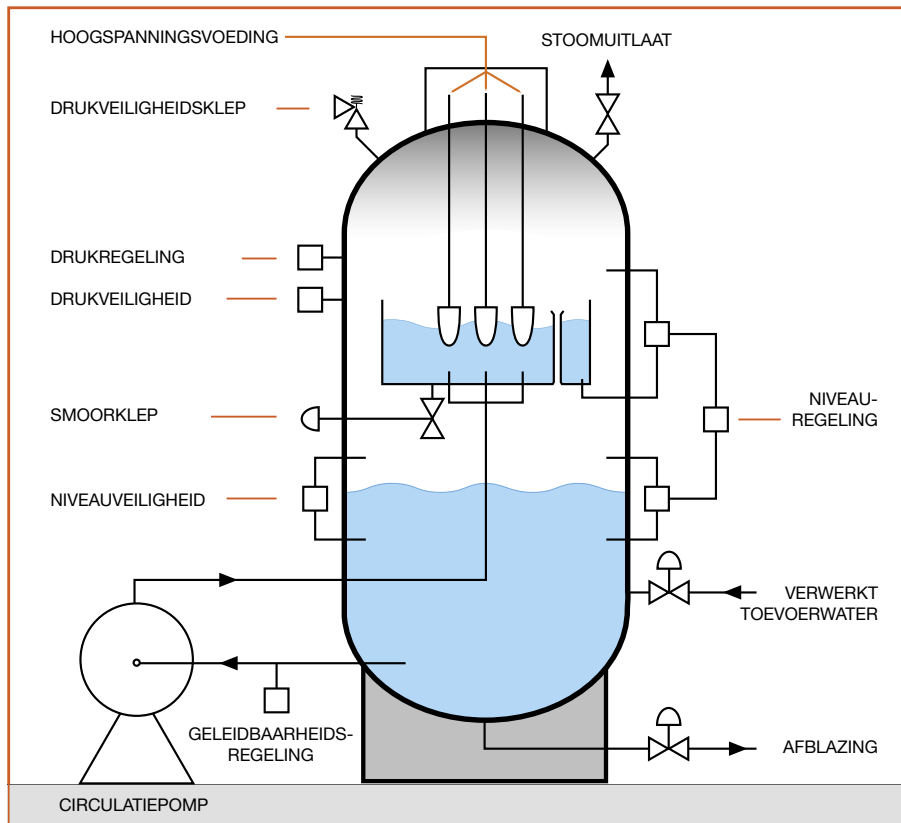 HOOGSPANNINGSVOEDING
STOOMUITLAAT
DRUKVEILIGHEIDSKLEP
DRUKREGELING
DRUKVEILIGHEID
SMOORKLEP
NIVEAU-
REGELING
NIVEAUVEILIGHEID
VERWERKT
TOEVOERWATER
GELEIDBAARHEIDS-
REGELING
AFBLAZING
CIRCULATIEPOMP